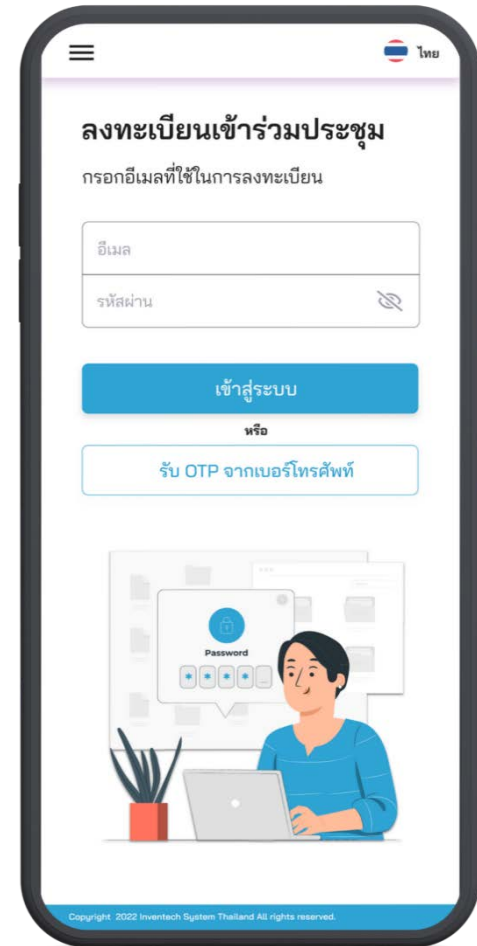 ไทย
ลงทะเบียนเข้าร่วมประชุม
กรอกอีเมลที่ใช้ในการลงทะเบียน
อีเมล
รหัสผ่าน
เข้าสู่ระบบ
หรือ
รับ OTP จากเบอร์โทรศัพท์
Password
* * * * _
Copyright 2022 Inventech System Thailand All rights reserved.